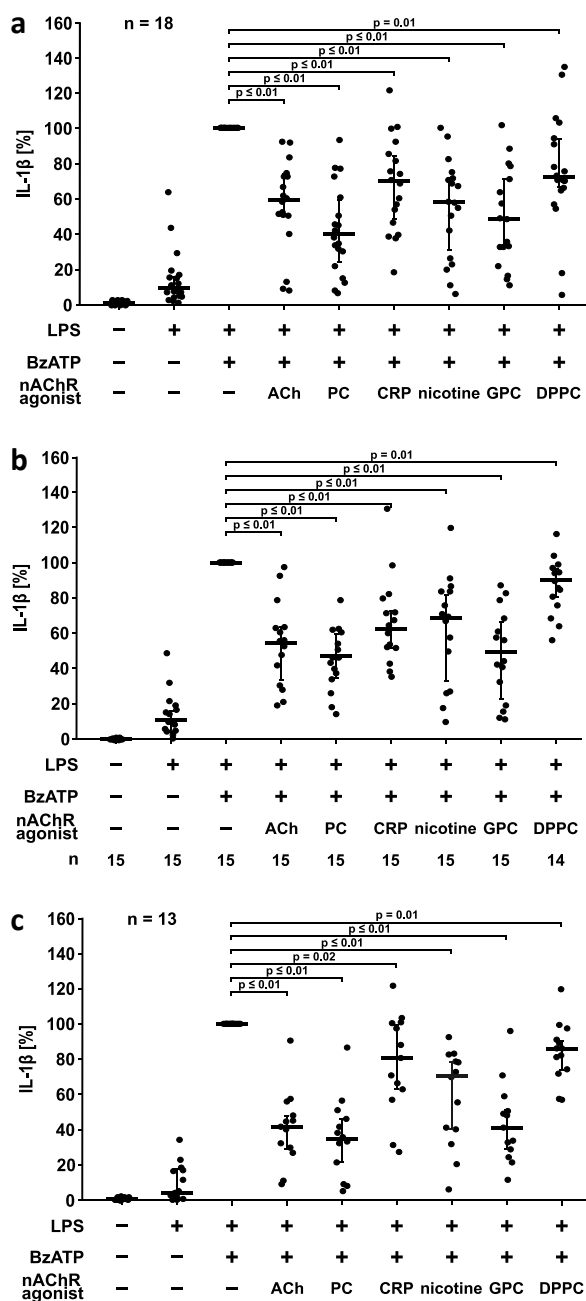 a
n = 18
p = 0.01
p ≤ 0.01
p ≤ 0.01
p ≤ 0.01
p ≤ 0.01
p ≤ 0.01
IL-1β [%]
160
140
120
100
80
60
40
20
0
LPS − + + + + + + + +
BzATP − − + + + + + + +
nAChR
agonist − − − ACh PC CRP nicotine GPC DPPC
b
p = 0.01
p ≤ 0.01
p ≤ 0.01
p ≤ 0.01
p ≤ 0.01
p ≤ 0.01
IL-1β [%]
160
140
120
100
80
60
40
20
0
LPS − + + + + + + + +
BzATP − − + + + + + + +
nAChR
agonist − − − ACh PC CRP nicotine GPC DPPC
n 15 15 15 15 15 15 15 15 14
c
n = 13
p = 0.01
p ≤ 0.01
p ≤ 0.01
p = 0.02
p ≤ 0.01
p ≤ 0.01
IL-1β [%]
160
140
120
100
80
60
40
20
0
LPS − + + + + + + + +
BzATP − − + + + + + + +
nAChR
agonist − − − ACh PC CRP nicotine GPC DPPC